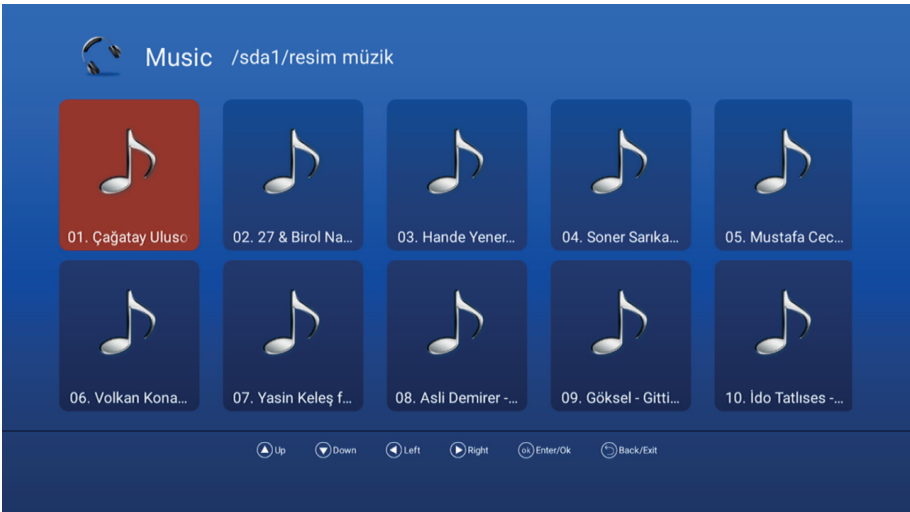 Music /sda1/resim müzik
01. Çağatay Uluso
02. 27 & Birol Na...
03. Hande Yener...
04. Soner Sarıka...
05. Mustafa Cec...
06. Volkan Kona...
07. Yasin Keleş f...
08. Asli Demirer -...
09. Göksel - Gitti...
10. İdo Tatlıses -...
Up Down Left Right ok Enter/Ok Back/Exit